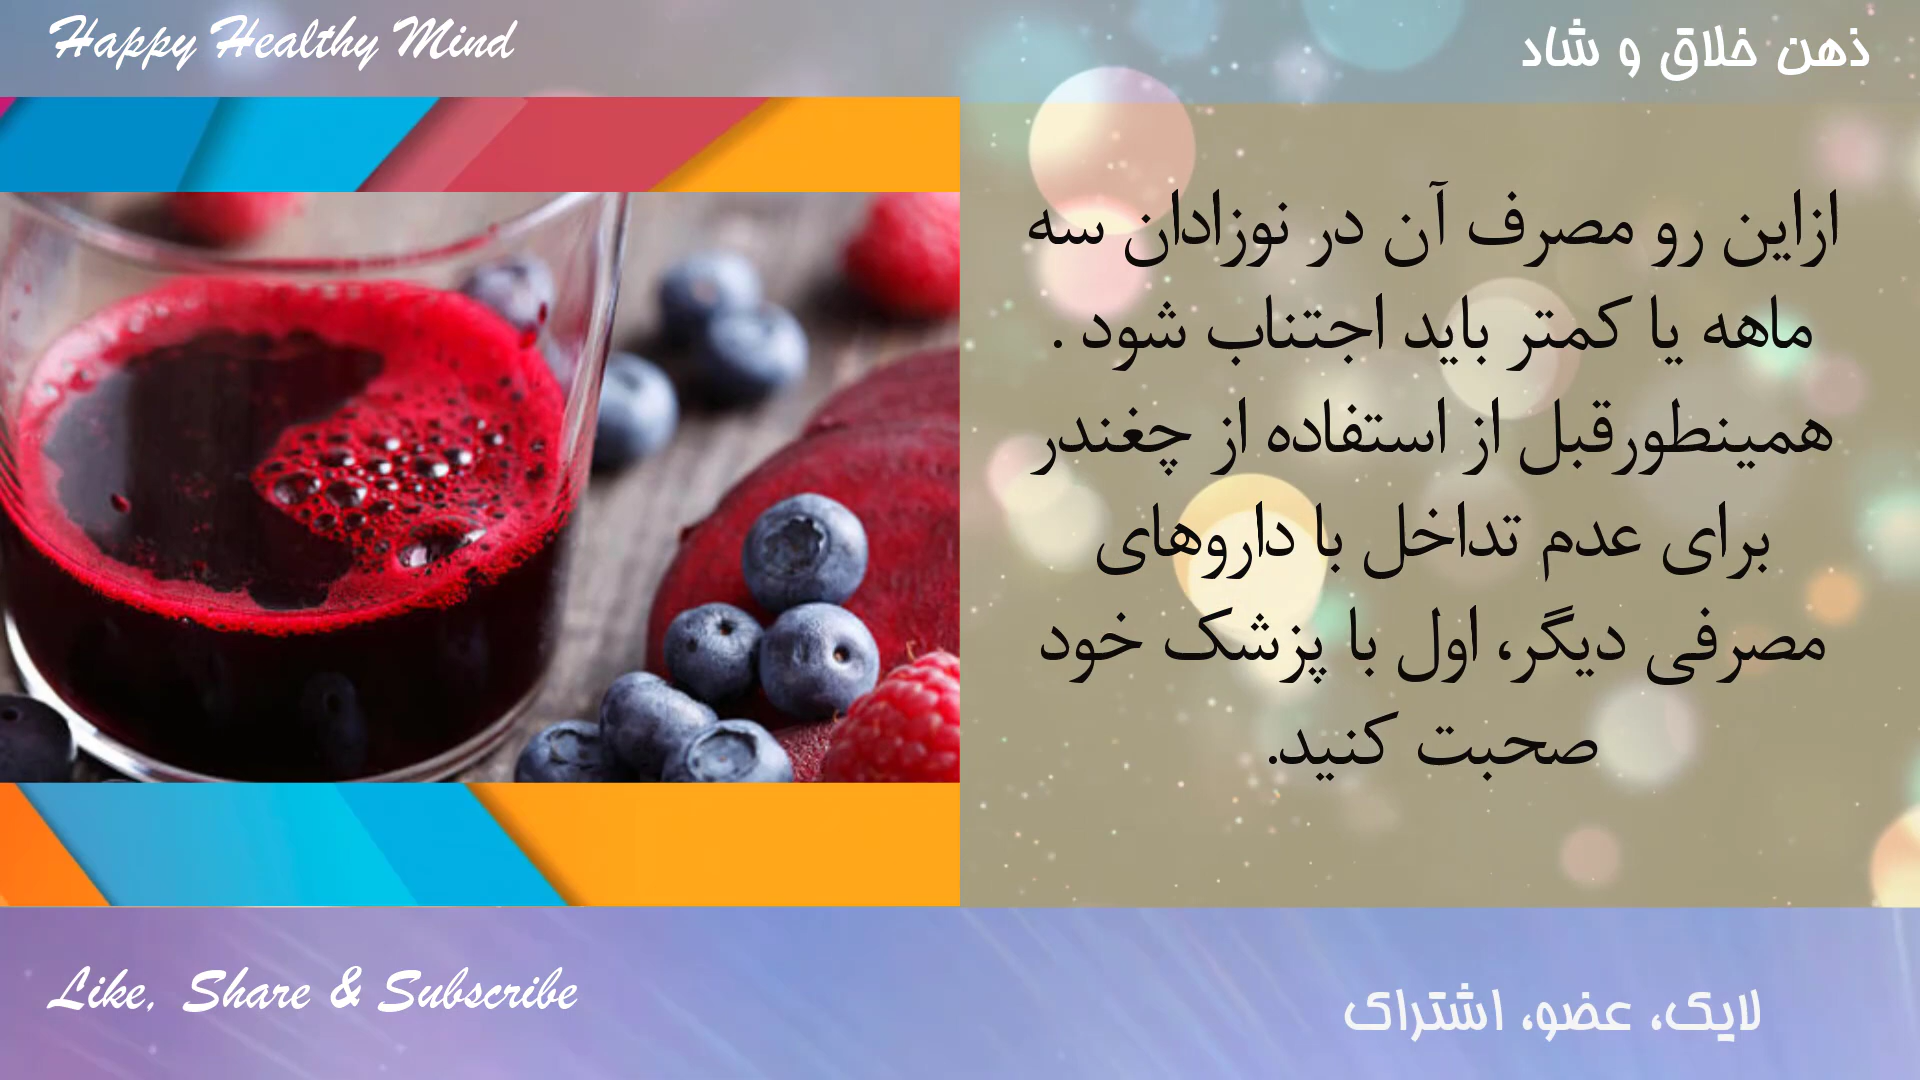 Happy Healthy Mind
ذهن خلاق و شاد
ازاین رو مصرف آن در نوزادان سه
ماهه یا کمتر باید اجتناب شود .
همینطورقبل از استفاده از چغندر
برای عدم تداخل با داروهای
مصرفی دیگر، اول با پزشک خود
صحبت کنید.
Like, Share & Subscribe
لایک، عضو، اشتراک